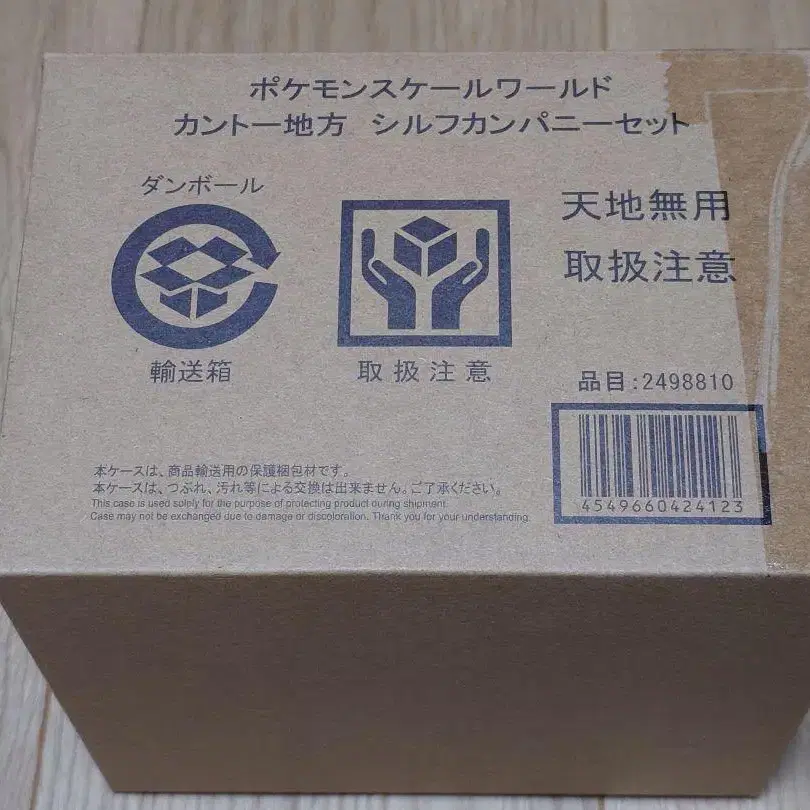 ポケモンスケールワールド
カントー地方 シルフカンパニーセット
ダンボール
輸送箱
取扱注意
天地無用
取扱注意
品目:2498810
4549660424123
本ケースは、商品輸送用の保護梱包材です。
本ケースは、つぶれ、汚れ等による交換は出来ません。ご了承ください。
This case is used solely for the purpose of protecting product during shipment.
Case may not be exchanged due to damage or discoloration. Thank you for your understanding.